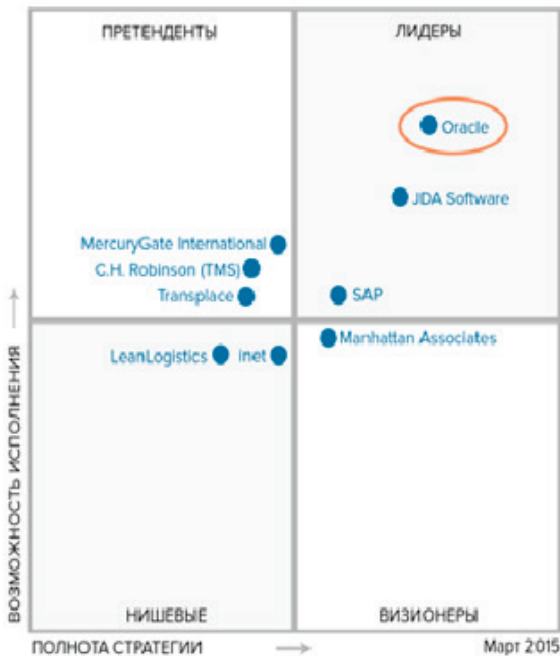 ПРЕТЕНДЕНТЫ
ЛИДЕРЫ
Oracle
JDA Software
MercuryGate International
C.H. Robinson (TMS)
Transplace
SAP
Manhattan Associates
LeanLogistics
inet
ВОЗМОЖНОСТЬ ИСПОЛНЕНИЯ
НИШЕВЫЕ
ВИЗИОНЕРЫ
ПОЛНОТА СТРАТЕГИИ
Март 2015